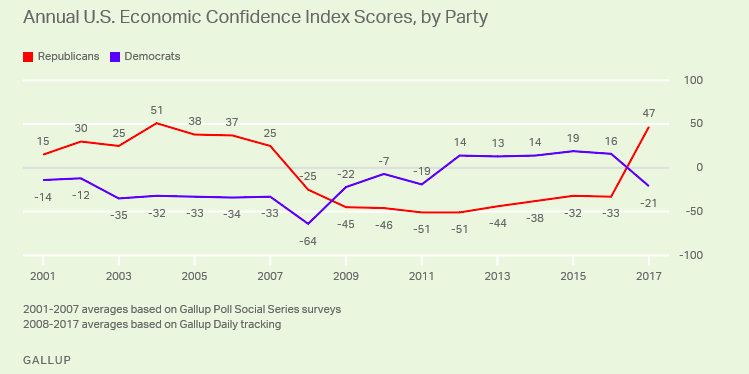 Annual U.S. Economic Confidence Index Scores, by Party
Republicans Democrats
100
50
0
-50
-100
15 30 25 51 38 37 25 -25 -45 -46 -51 -51 -44 -38 -32 -33 47
-14 -12 -35 -32 -33 -34 -33 -64 -22 -7 -19 14 13 14 19 16 -21
2001 2003 2005 2007 2009 2011 2013 2015 2017
2001-2007 averages based on Gallup Poll Social Series surveys
2008-2017 averages based on Gallup Daily tracking
GALLUP